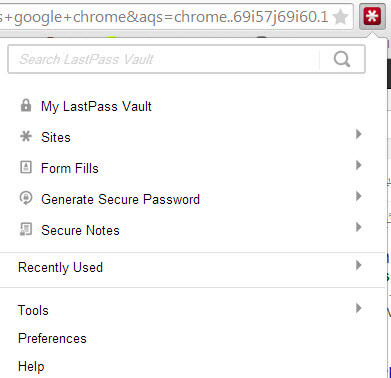 s+google+chrome&aqs=chrome..69i57j69i60.1
Search LastPass Vault
My LastPass Vault
Sites
Form Fills
Generate Secure Password
Secure Notes
Recently Used
Tools
Preferences
Help